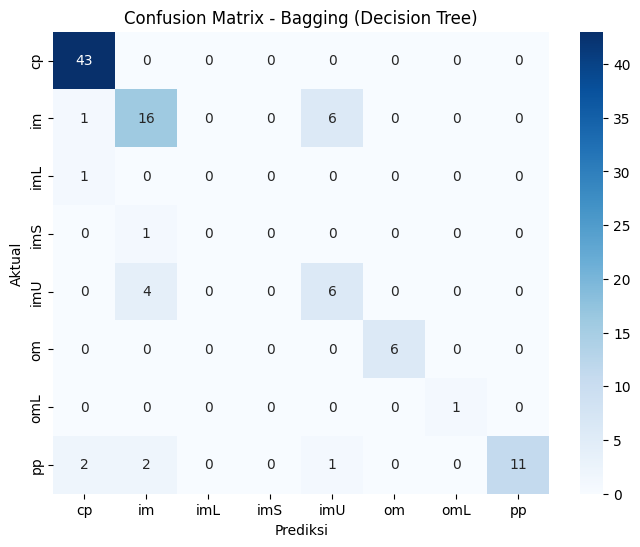 Confusion Matrix - Bagging (Decision Tree)
cp 43 0 0 0 0 0 0 0
im 1 16 0 0 6 0 0 0
imL 1 0 0 0 0 0 0 0
imS 0 1 0 0 0 0 0 0
imU 0 4 0 0 6 0 0 0
om 0 0 0 0 0 6 0 0
omL 0 0 0 0 0 0 1 0
pp 2 2 0 0 1 0 0 11
cp im imL imS imU om omL pp
Aktual
Prediksi
40
35
30
25
20
15
10
5
0